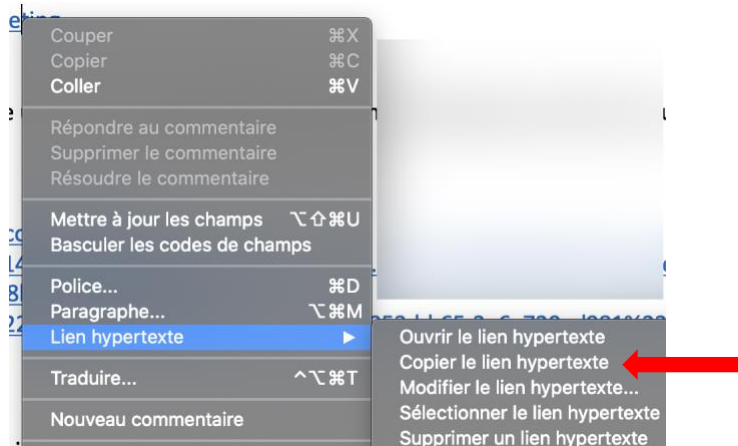 eting
Couper ⌘X
Copier ⌘C
Coller ⌘V
Répondre au commentaire
Supprimer le commentaire
Résoudre le commentaire
Mettre à jour les champs ⌥⇧⌘U
Basculer les codes de champs
Police... ⌘D
Paragraphe... ⌥⌘M
Lien hypertexte ▶
Ouvrir le lien hypertexte
Copier le lien hypertexte
Modifier le lien hypertexte...
Sélectionner le lien hypertexte
Supprimer un lien hypertexte
Traduire... ^⌥⌘T
Nouveau commentaire